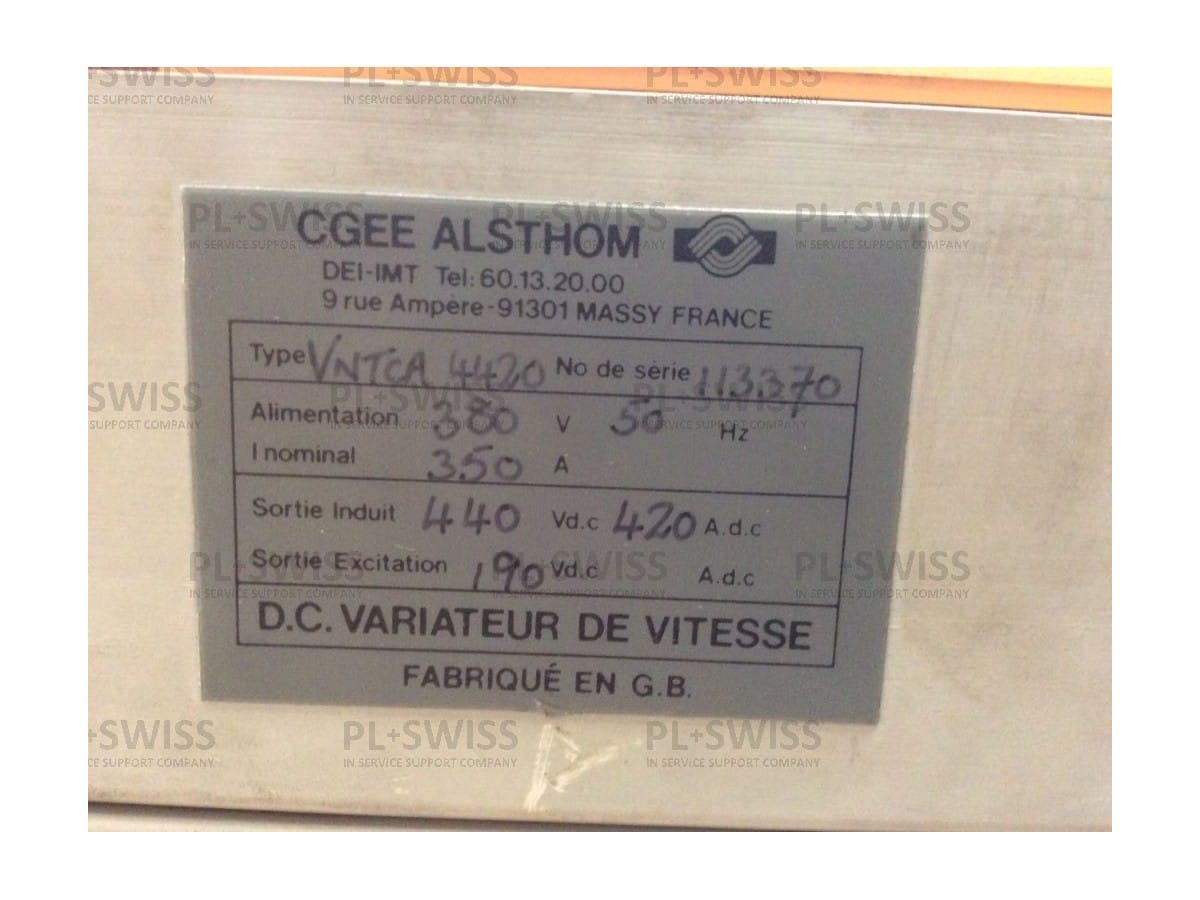 CGEE ALSTHOM
DEI-IMT Tel: 60.13.20.00
9 rue Ampère-91301 MASSY FRANCE
Type VNTCA 4420 No de sèrie 113370
Alimentation 380 V 50 Hz
I nominal 350 A
Sortie Induit 440 Vd.c 420 A.d.c
Sortie Excitation 190 Vd.c A.d.c
D.C. VARIATEUR DE VITESSE
FABRIQUÉ EN G.B.
PL+SWISS
IN SERVICE SUPPORT COMPANY